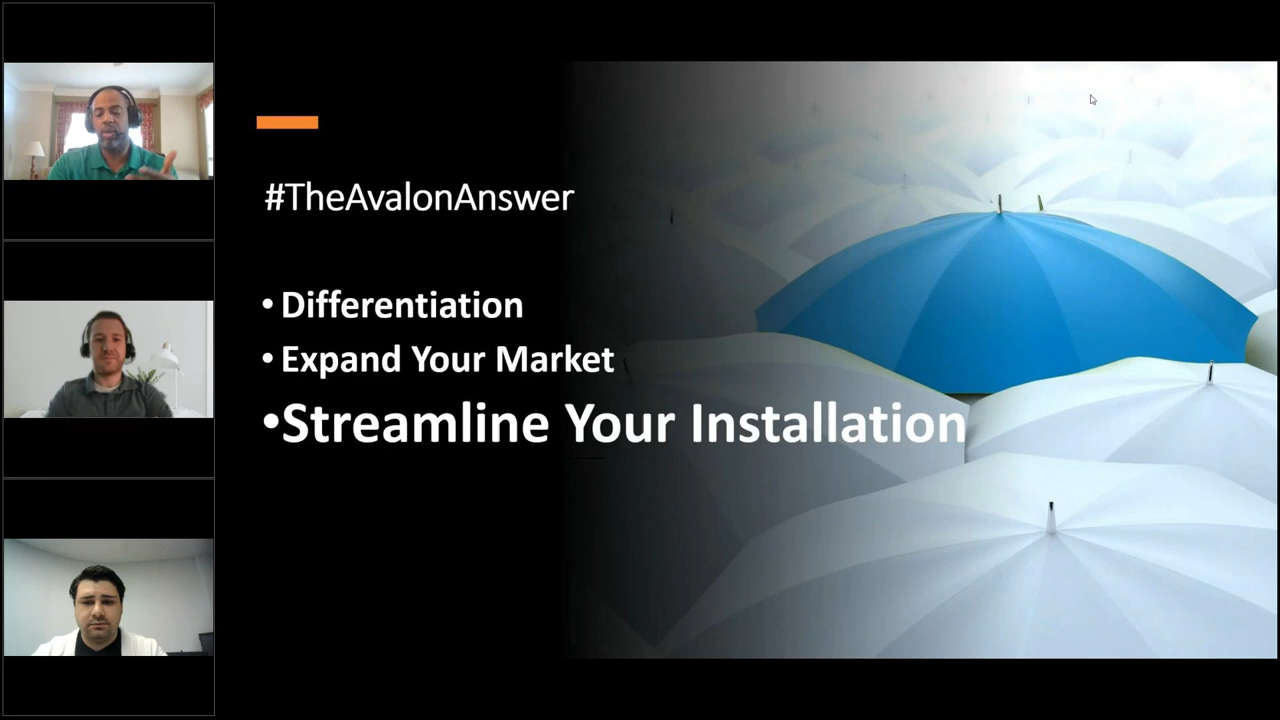 #TheAvalonAnswer
• Differentiation
• Expand Your Market
•Streamline Your Installation